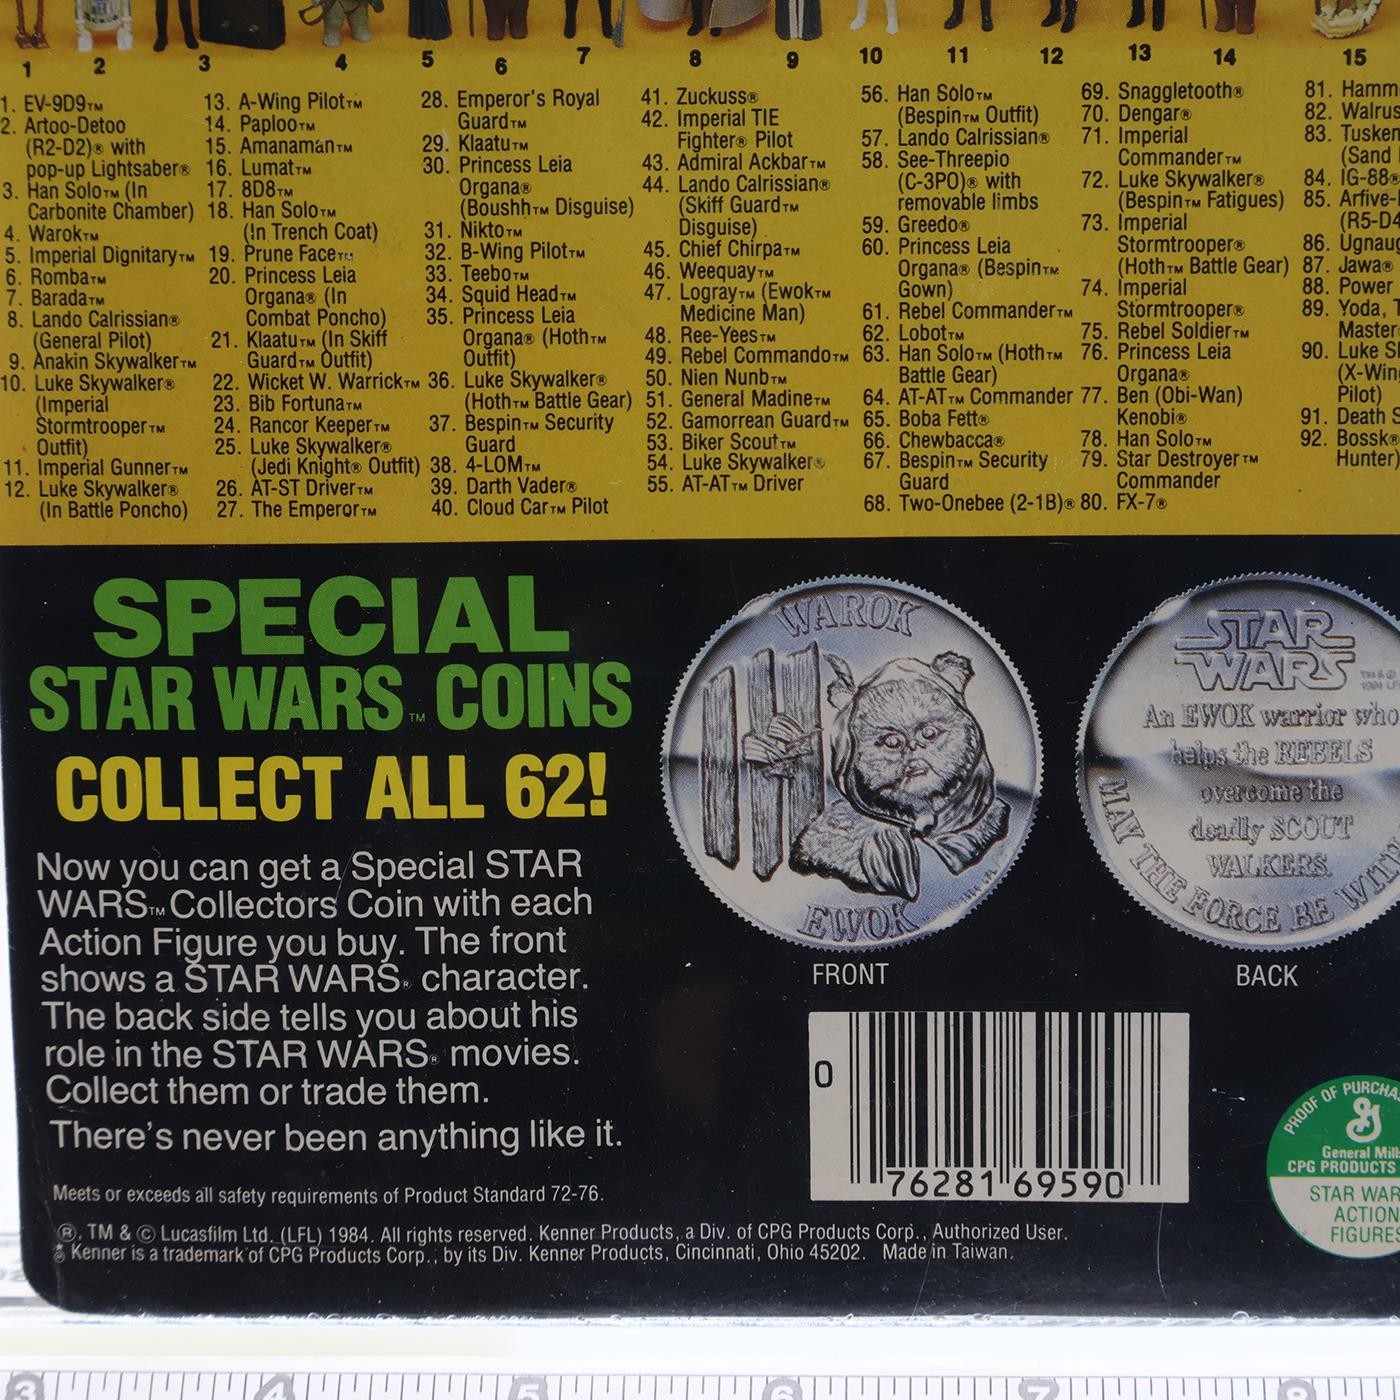 1 2 3 4 5 6 7 8 9 10 11 12 13 14 15
1. EV-9D9™
2. Artoo-Detoo
(R2-D2)® with
pop-up Lightsaber®
3. Han Solo™ (In
Carbonite Chamber)
4. Warok™
5. Imperial Dignitary™
6. Romba™
7. Barada™
8. Lando Calrissian®
(General Pilot)
9. Anakin Skywalker™
10. Luke Skywalker®
(Imperial
Stormtrooper™
Outfit)
11. Imperial Gunner™
12. Luke Skywalker®
(In Battle Poncho)
13. A-Wing Pilot™
14. Paploo™
15. Amanaman™
16. Lumat™
17. 8D8™
18. Han Solo™
(In Trench Coat)
19. Prune Face™
20. Princess Leia
Organa® (In
Combat Poncho)
21. Klaatu™ (In Skiff
Guard™ Outfit)
22. Wicket W. Warrick™
23. Bib Fortuna™
24. Rancor Keeper™
25. Luke Skywalker®
(Jedi Knight® Outfit)
26. AT-ST Driver™
27. The Emperor™
28. Emperor's Royal
Guard™
29. Klaatu™
30. Princess Leia
Organa®
(Boushh™ Disguise)
31. Nikto™
32. B-Wing Pilot™
33. Teebo™
34. Squid Head™
35. Princess Leia
Organa® (Hoth™
Outfit)
36. Luke Skywalker®
(Hoth™ Battle Gear)
37. Bespin™ Security
Guard
38. 4-LOM™
39. Darth Vader®
40. Cloud Car™ Pilot
41. Zuckuss®
42. Imperial TIE
Fighter® Pilot
43. Admiral Ackbar™
44. Lando Calrissian®
(Skiff Guard™
Disguise)
45. Chief Chirpa™
46. Weequay™
47. Logray™ (Ewok™
Medicine Man)
48. Ree-Yees™
49. Rebel Commando™
50. Nien Nunb™
51. General Madine™
52. Gamorrean Guard™
53. Biker Scout™
54. Luke Skywalker®
55. AT-AT™ Driver
56. Han Solo™
(Bespin™ Outfit)
57. Lando Calrissian®
58. See-Threepio
(C-3PO)® with
removable limbs
59. Greedo®
60. Princess Leia
Organa® (Bespin™
Gown)
61. Rebel Commander™
62. Lobot™
63. Han Solo™ (Hoth™
Battle Gear)
64. AT-AT™ Commander
65. Boba Fett®
66. Chewbacca®
67. Bespin™ Security
Guard
68. Two-Onebee (2-1B)®
69. Snaggletooth®
70. Dengar®
71. Imperial
Commander™
72. Luke Skywalker®
(Bespin™ Fatigues)
73. Imperial
Stormtrooper®
(Hoth™ Battle Gear)
74. Imperial
Stormtrooper®
75. Rebel Soldier™
76. Princess Leia
Organa®
77. Ben (Obi-Wan)
Kenobi®
78. Han Solo™
79. Star Destroyer™
Commander
80. FX-7®
81. Hamm
82. Walrus
83. Tusken
(Sand
84. IG-88®
85. Arfive-
(R5-D4
86. Ugnaug
87. Jawa®
88. Power
89. Yoda,
Master
90. Luke S
(X-Win
Pilot)
91. Death S
92. Bossk®
Hunter)
SPECIAL
STAR WARS™ COINS
COLLECT ALL 62!
Now you can get a Special STAR
WARS™ Collectors Coin with each
Action Figure you buy. The front
shows a STAR WARS® character.
The back side tells you about his
role in the STAR WARS® movies.
Collect them or trade them.
There's never been anything like it.
WAROK
EWOK
FRONT
STAR
WARS
An EWOK warrior who
helps the REBELS
overcome the
deadly SCOUT
WALKERS.
MAY THE FORCE BE WITH
BACK
0 76281 69590
PROOF OF PURCHA
General Mills
CPG PRODUCTS
STAR WAR
ACTION
FIGURES
Meets or exceeds all safety requirements of Product Standard 72-76.
®, TM & © Lucasfilm Ltd. (LFL) 1984. All rights reserved. Kenner Products, a Div. of CPG Products Corp., Authorized User.
* Kenner is a trademark of CPG Products Corp., by its Div. Kenner Products, Cincinnati, Ohio 45202. Made in Taiwan.
3 4 5 6 7 8